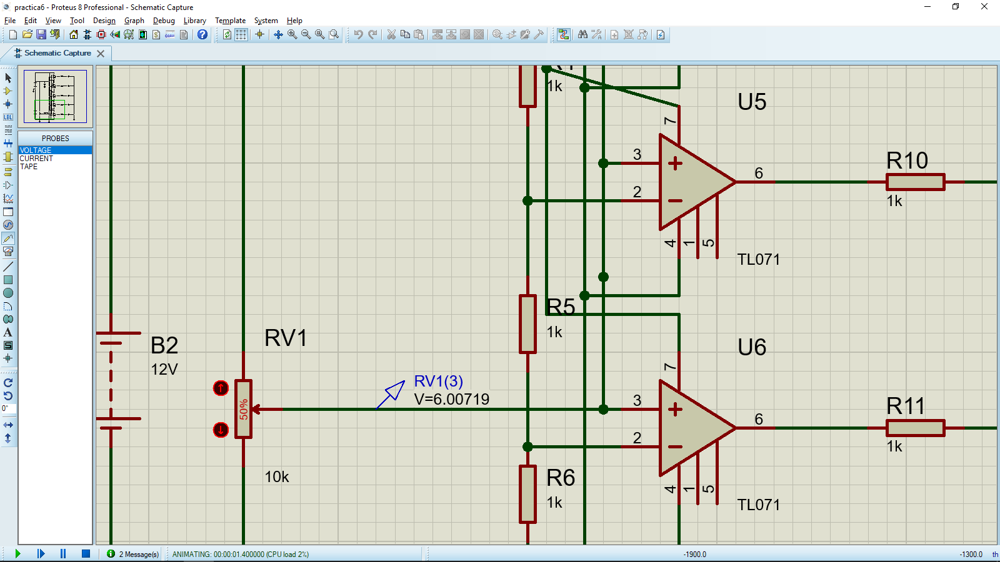 practica6 - Proteus 8 Professional - Schematic Capture
File Edit View Tool Design Graph Debug Library Template System Help
Schematic Capture
PROBES
VOLTAGE
CURRENT
TAPE
LBL
A
S
0°
1k
U5
7
3
2
6
4
1
5
TL071
R10
1k
R5
1k
B2
12V
RV1
50%
10k
RV1(3)
V=6.00719
U6
7
3
2
6
4
1
5
TL071
R11
1k
R6
1k
2 Message(s)
ANIMATING: 00:00:01.400000 (CPU load 2%)
-1900.0
-1300.0
th